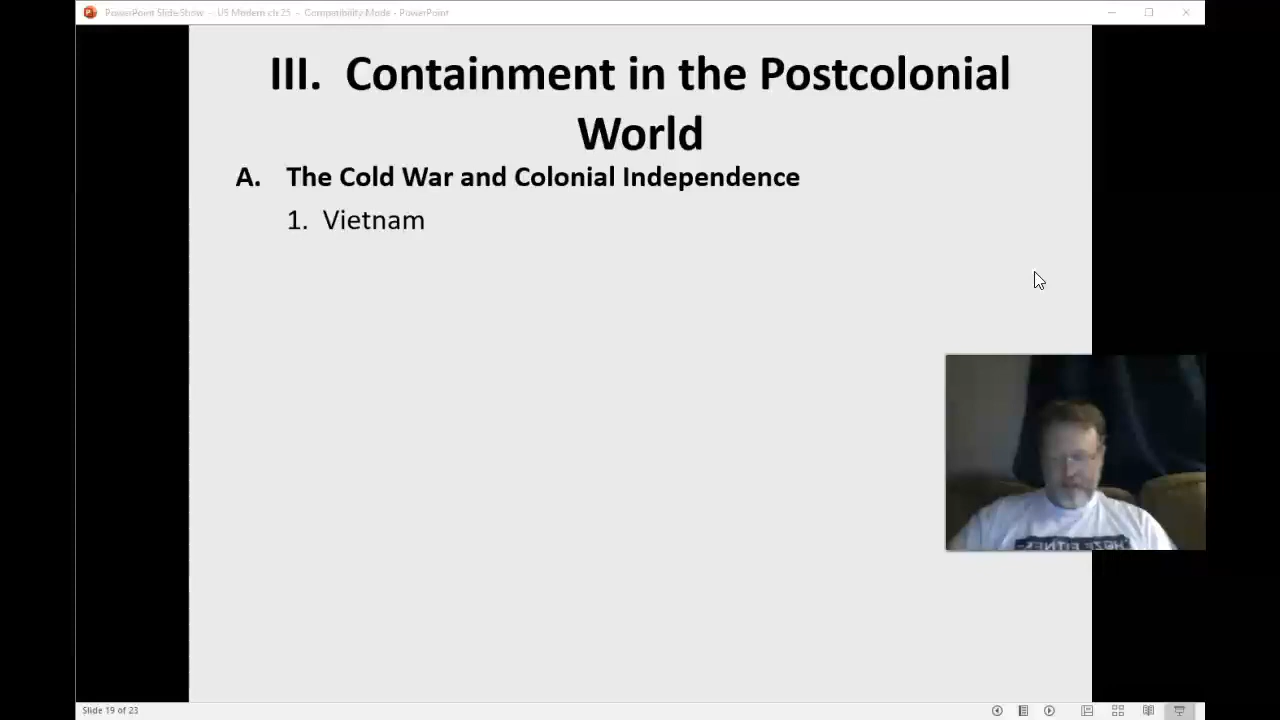 PowerPoint Slide Show - US Modern ch 25 - Compatibility Mode - PowerPoint
III. Containment in the Postcolonial
World
A. The Cold War and Colonial Independence
1. Vietnam
Slide 19 of 23